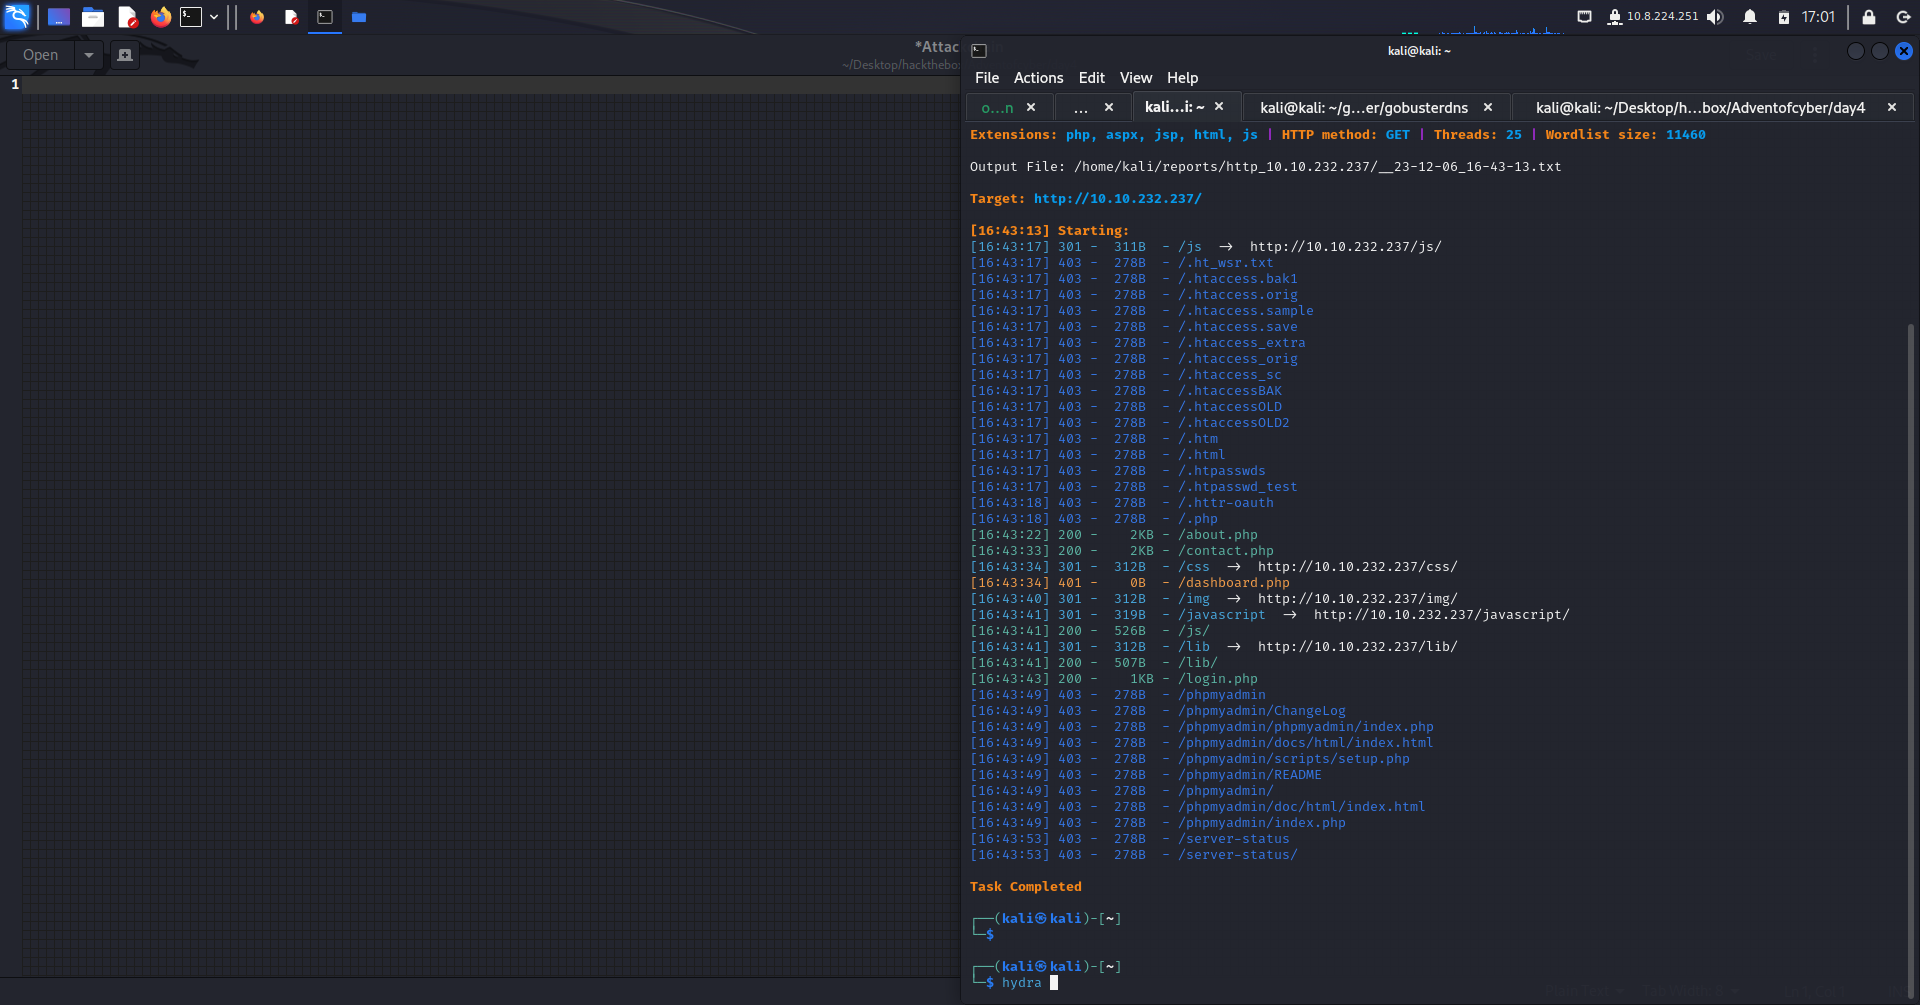 10.8.224.251
17:01
Open
*Attac
~/Desktop/hackthebo
1
kali@kali: ~
File Actions Edit View Help
o...n
...
kali...i: ~
kali@kali: ~/g...er/gobusterdns
kali@kali: ~/Desktop/h...box/Adventofcyber/day4
Extensions: php, aspx, jsp, html, js | HTTP method: GET | Threads: 25 | Wordlist size: 11460
Output File: /home/kali/reports/http_10.10.232.237/__23-12-06_16-43-13.txt
Target: http://10.10.232.237/
[16:43:13] Starting:
[16:43:17] 301 - 311B - /js → http://10.10.232.237/js/
[16:43:17] 403 - 278B - /.ht_wsr.txt
[16:43:17] 403 - 278B - /.htaccess.bak1
[16:43:17] 403 - 278B - /.htaccess.orig
[16:43:17] 403 - 278B - /.htaccess.sample
[16:43:17] 403 - 278B - /.htaccess.save
[16:43:17] 403 - 278B - /.htaccess_extra
[16:43:17] 403 - 278B - /.htaccess_orig
[16:43:17] 403 - 278B - /.htaccess_sc
[16:43:17] 403 - 278B - /.htaccessBAK
[16:43:17] 403 - 278B - /.htaccessOLD
[16:43:17] 403 - 278B - /.htaccessOLD2
[16:43:17] 403 - 278B - /.htm
[16:43:17] 403 - 278B - /.html
[16:43:17] 403 - 278B - /.htpasswds
[16:43:17] 403 - 278B - /.htpasswd_test
[16:43:18] 403 - 278B - /.httr-oauth
[16:43:18] 403 - 278B - /.php
[16:43:22] 200 - 2KB - /about.php
[16:43:33] 200 - 2KB - /contact.php
[16:43:34] 301 - 312B - /css → http://10.10.232.237/css/
[16:43:34] 401 - 0B - /dashboard.php
[16:43:40] 301 - 312B - /img → http://10.10.232.237/img/
[16:43:41] 301 - 319B - /javascript → http://10.10.232.237/javascript/
[16:43:41] 200 - 526B - /js/
[16:43:41] 301 - 312B - /lib → http://10.10.232.237/lib/
[16:43:41] 200 - 507B - /lib/
[16:43:43] 200 - 1KB - /login.php
[16:43:49] 403 - 278B - /phpmyadmin
[16:43:49] 403 - 278B - /phpmyadmin/ChangeLog
[16:43:49] 403 - 278B - /phpmyadmin/phpmyadmin/index.php
[16:43:49] 403 - 278B - /phpmyadmin/docs/html/index.html
[16:43:49] 403 - 278B - /phpmyadmin/scripts/setup.php
[16:43:49] 403 - 278B - /phpmyadmin/README
[16:43:49] 403 - 278B - /phpmyadmin/
[16:43:49] 403 - 278B - /phpmyadmin/doc/html/index.html
[16:43:49] 403 - 278B - /phpmyadmin/index.php
[16:43:53] 403 - 278B - /server-status
[16:43:53] 403 - 278B - /server-status/
Task Completed
┌──(kali㉿kali)-[~]
└─$
┌──(kali㉿kali)-[~]
└─$ hydra